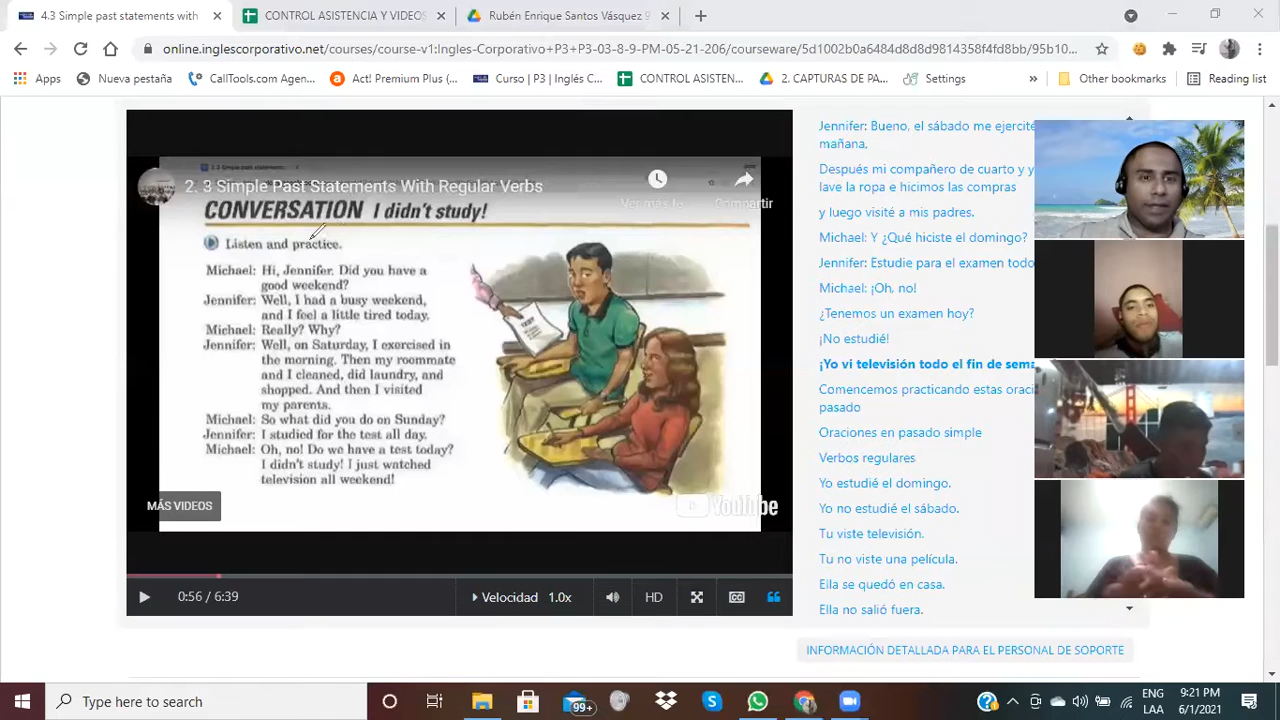 4.3 Simple past statements with
CONTROL ASISTENCIA Y VIDEOS
Rubén Enrique Santos Vásquez 9
online.inglescorporativo.net/courses/course-v1:Ingles-Corporativo+P3+P3-03-8-9-PM-05-21-206/courseware/5d1002b0a6484d8d8d9814358f4d8fbb/95b10...
Apps
Nueva pestaña
CallTools.com Agen...
Act! Premium Plus (...
Curso | P3 | Inglés C...
CONTROL ASISTEN...
2. CAPTURAS DE PA...
Settings
»
Other bookmarks
Reading list
2. 3 Simple Past Statements With Regular Verbs
Ver más
Compartir
CONVERSATION I didn't study!
Listen and practice.
Michael: Hi, Jennifer. Did you have a
good weekend?
Jennifer: Well, I had a busy weekend,
and I feel a little tired today.
Michael: Really? Why?
Jennifer: Well, on Saturday, I exercised in
the morning. Then my roommate
and I cleaned, did laundry, and
shopped. And then I visited
my parents.
Michael: So what did you do on Sunday?
Jennifer: I studied for the test all day.
Michael: Oh, no! Do we have a test today?
I didn't study! I just watched
television all weekend!
MÁS VIDEOS
YouTube
0:56 / 6:39
Velocidad 1.0x
HD
Jennifer: Bueno, el sábado me ejercité
mañana,
Después mi compañero de cuarto y y
lave la ropa e hicimos las compras
y luego visité a mis padres.
Michael: Y ¿Qué hiciste el domingo?
Jennifer: Estudie para el examen todo
Michael: ¡Oh, no!
¿Tenemos un examen hoy?
¡No estudié!
¡Yo vi televisión todo el fin de sema
Comencemos practicando estas oraci
pasado
Oraciones en pasado simple
Verbos regulares
Yo estudié el domingo.
Yo no estudié el sábado.
Tu viste televisión.
Tu no viste una película.
Ella se quedó en casa.
Ella no salió fuera.
INFORMACIÓN DETALLADA PARA EL PERSONAL DE SOPORTE
Type here to search
99+
ENG
LAA
9:21 PM
6/1/2021